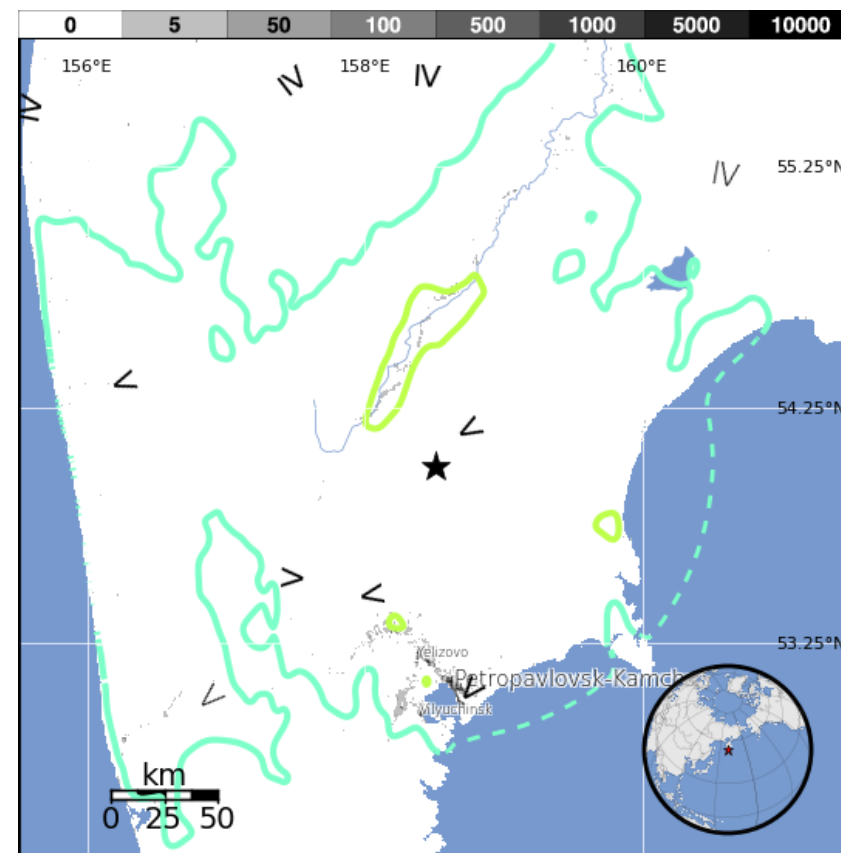 0 5 50 100 500 1000 5000 10000
156°E 158°E 160°E
IV IV IV
55.25°N
IV
V
54.25°N
V
V
V
53.25°N
Yelizovo
Petropavlovsk-Kamch
V
V
Vilyuchinsk
km
0 25 50